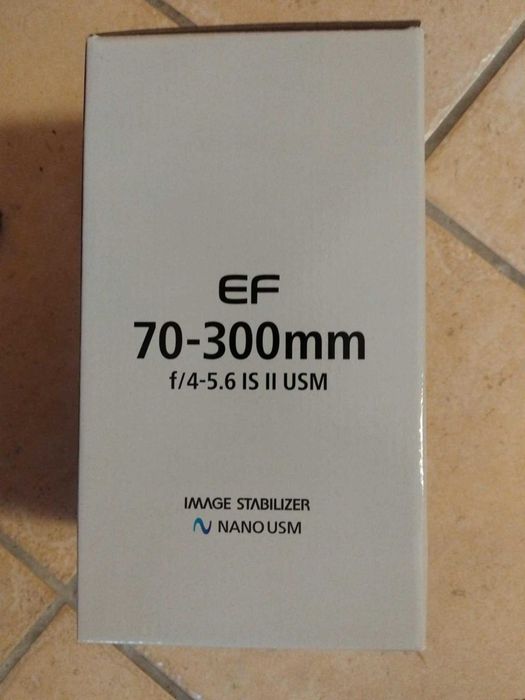 EF
70-300mm
f/4-5.6 IS II USM
IMAGE STABILIZER
NANO USM